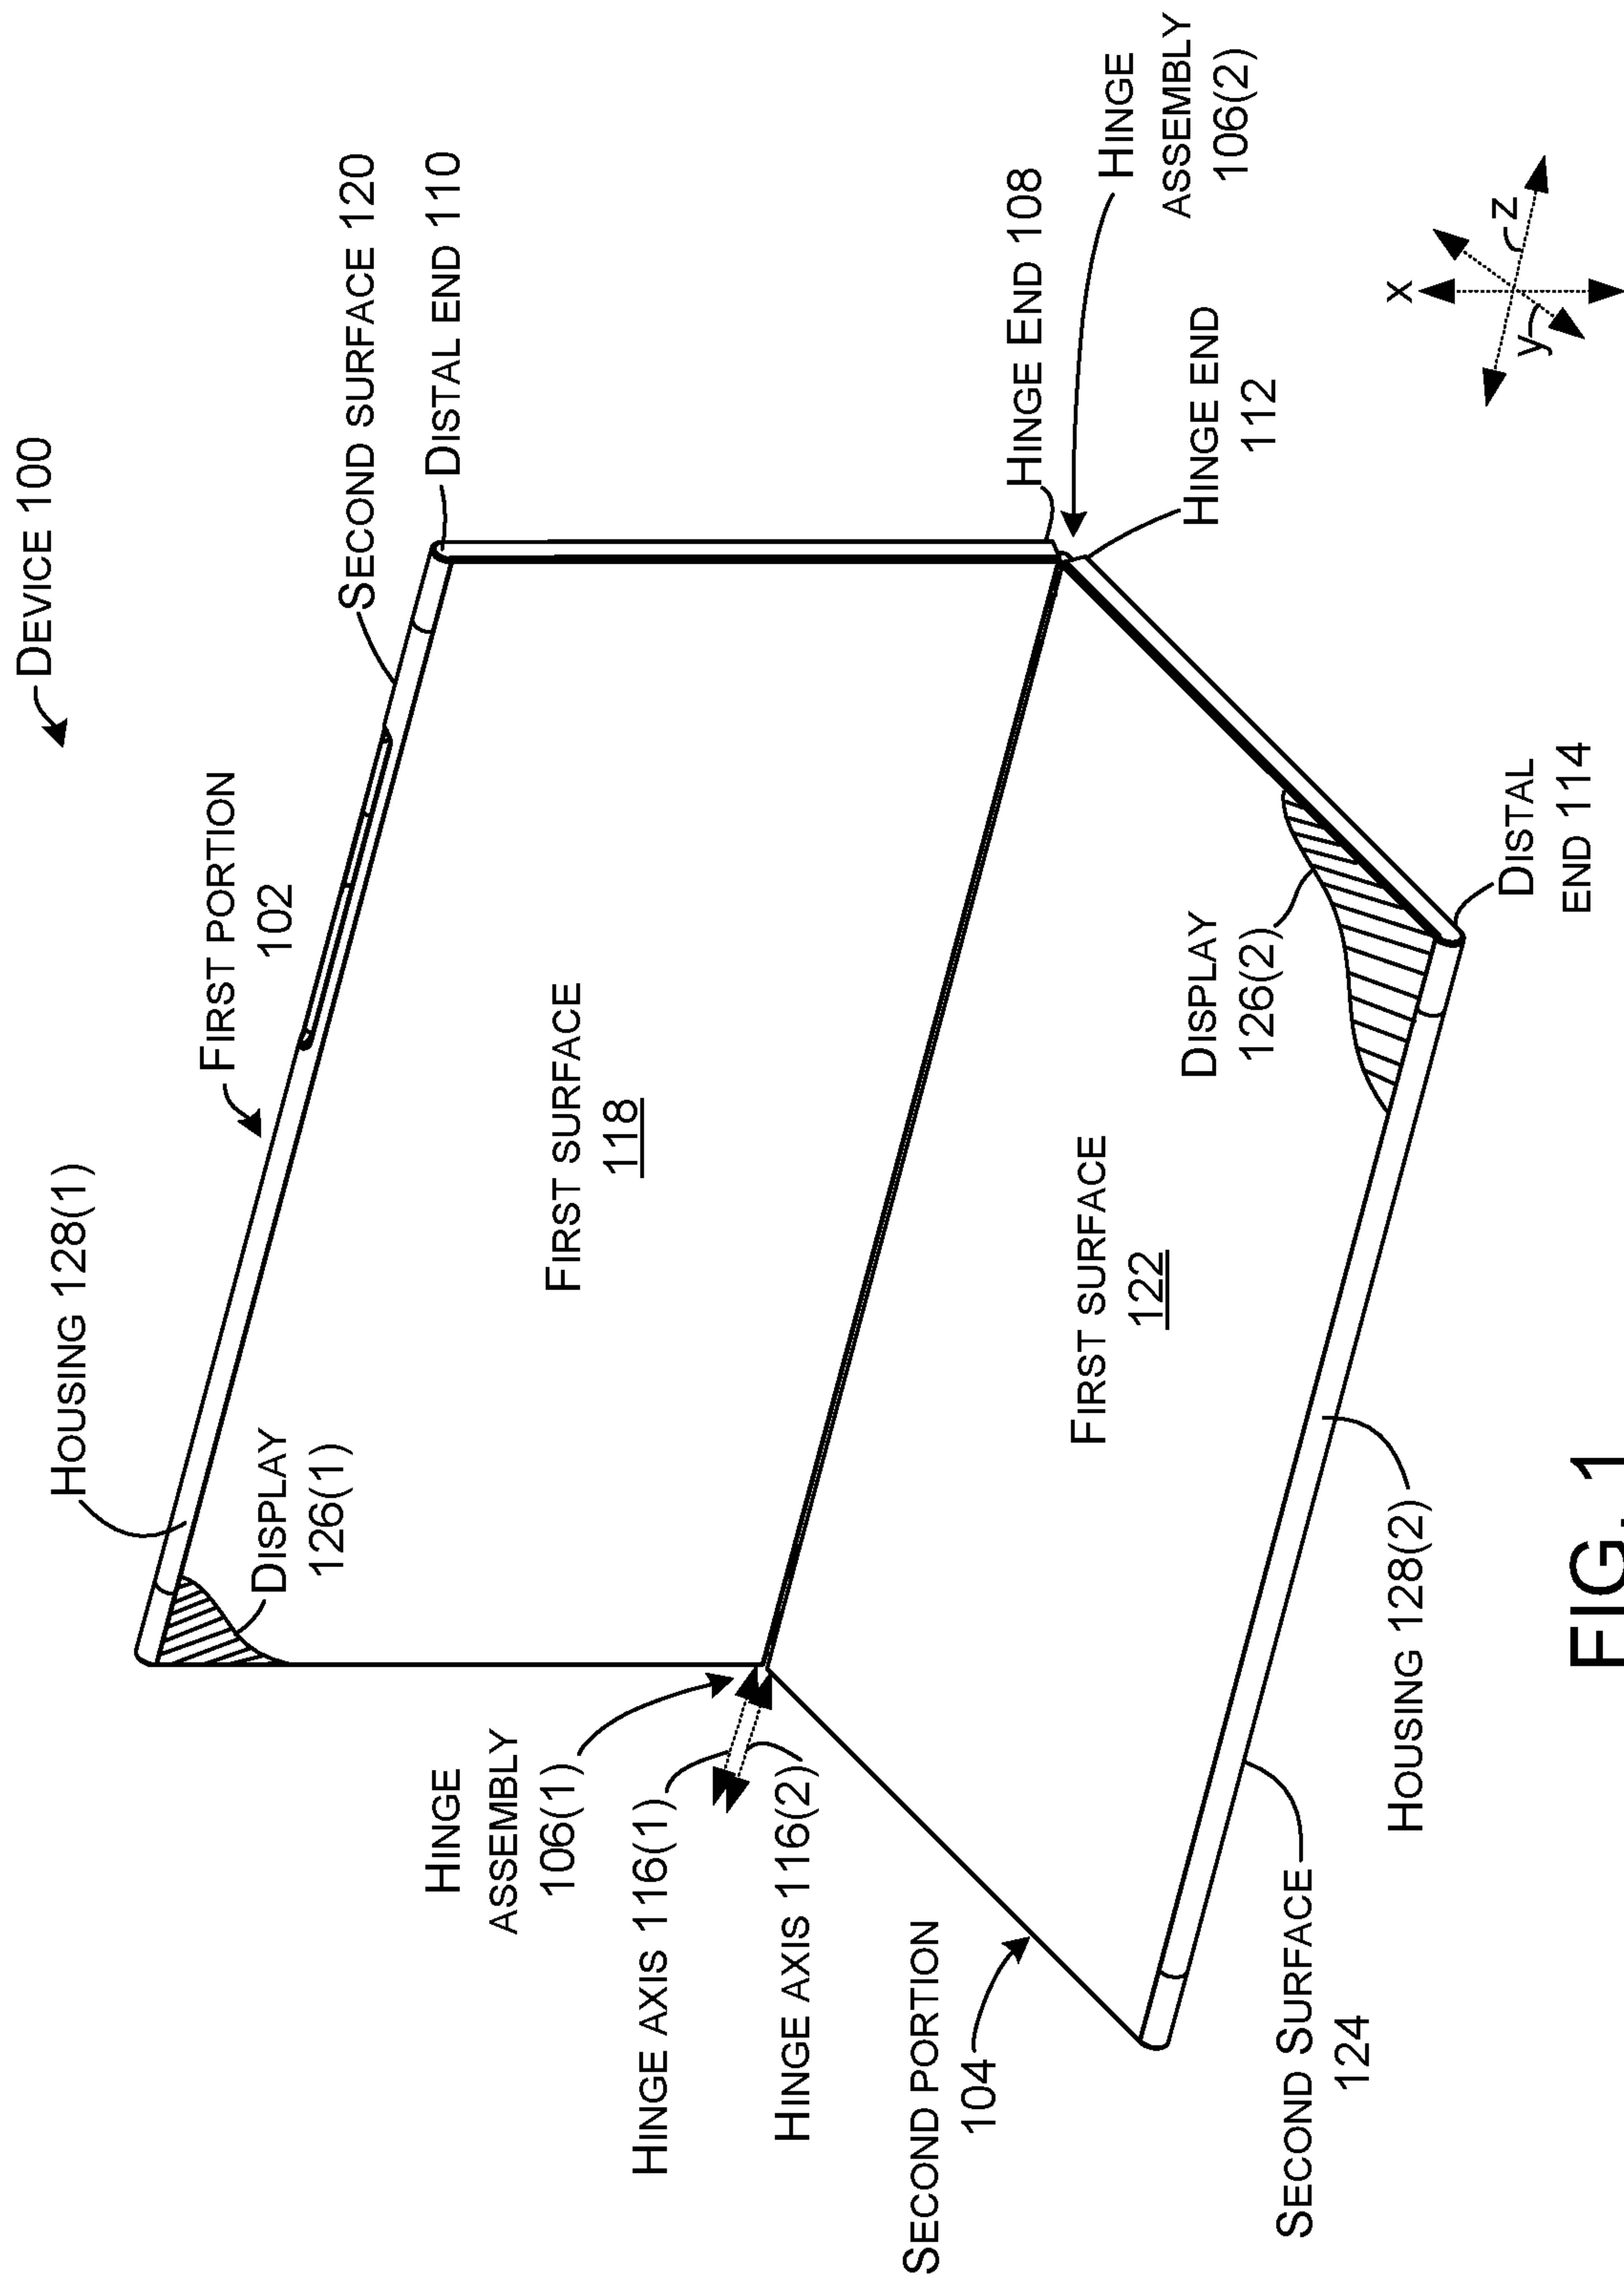 DEVICE 100
HOUSING 128(1)
FIRST PORTION
102
SECOND SURFACE 120
DISTAL END 110
DISPLAY
126(1)
HINGE
ASSEMBLY
106(1)
FIRST SURFACE
118
HINGE AXIS 116(1)
HINGE AXIS 116(2)
HINGE END 108
HINGE
ASSEMBLY
106(2)
HINGE END
112
SECOND PORTION
104
FIRST SURFACE
122
DISPLAY
126(2)
DISTAL
END 114
SECOND SURFACE
124
HOUSING 128(2)
x
y
z
FIG. 1